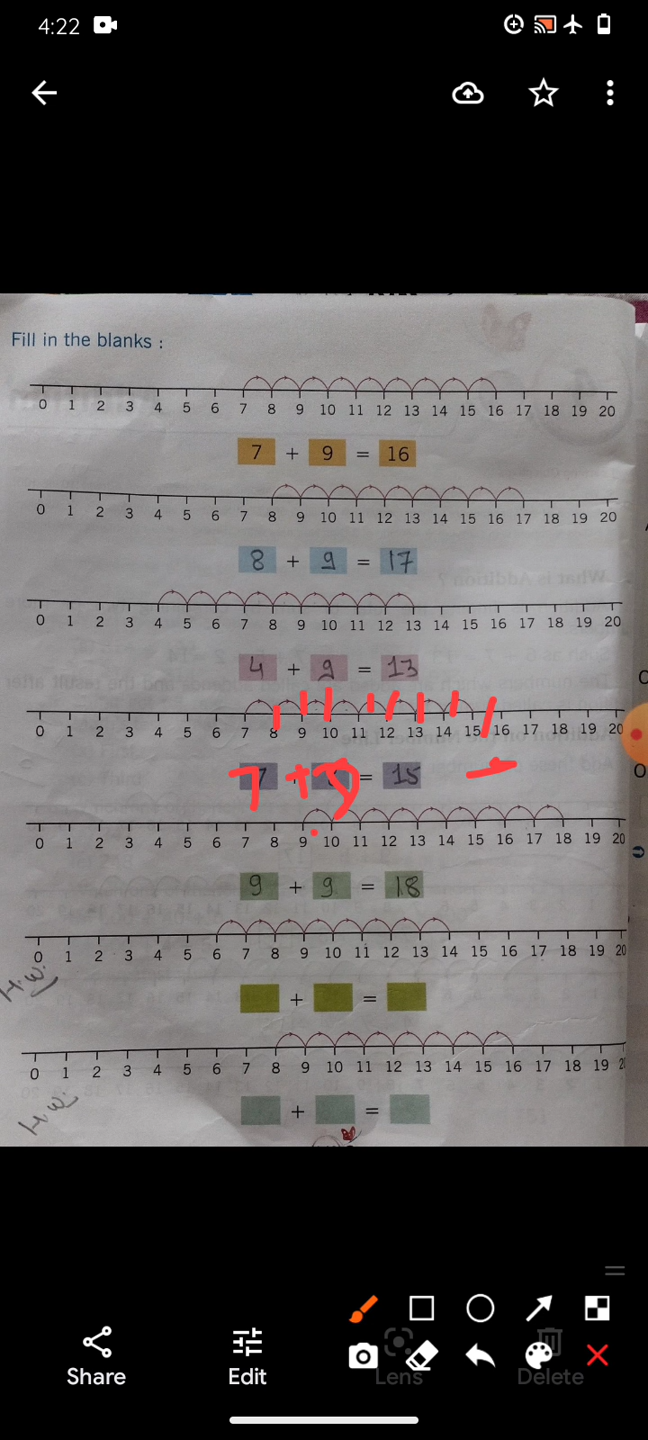 4:22
Fill in the blanks :
0 1 2 3 4 5 6 7 8 9 10 11 12 13 14 15 16 17 18 19 20
7 + 9 = 16
0 1 2 3 4 5 6 7 8 9 10 11 12 13 14 15 16 17 18 19 20
8 + 9 = 17
0 1 2 3 4 5 6 7 8 9 10 11 12 13 14 15 16 17 18 19 20
4 + 9 = 13
0 1 2 3 4 5 6 7 8 9 10 11 12 13 14 15 16 17 18 19 20
7 + = 15
0 1 2 3 4 5 6 7 8 9 10 11 12 13 14 15 16 17 18 19 20
9 + 9 = 18
0 1 2 3 4 5 6 7 8 9 10 11 12 13 14 15 16 17 18 19 20
H.W.
+ =
0 1 2 3 4 5 6 7 8 9 10 11 12 13 14 15 16 17 18 19 2
H.W.
+ =
Share Edit Lens Delete